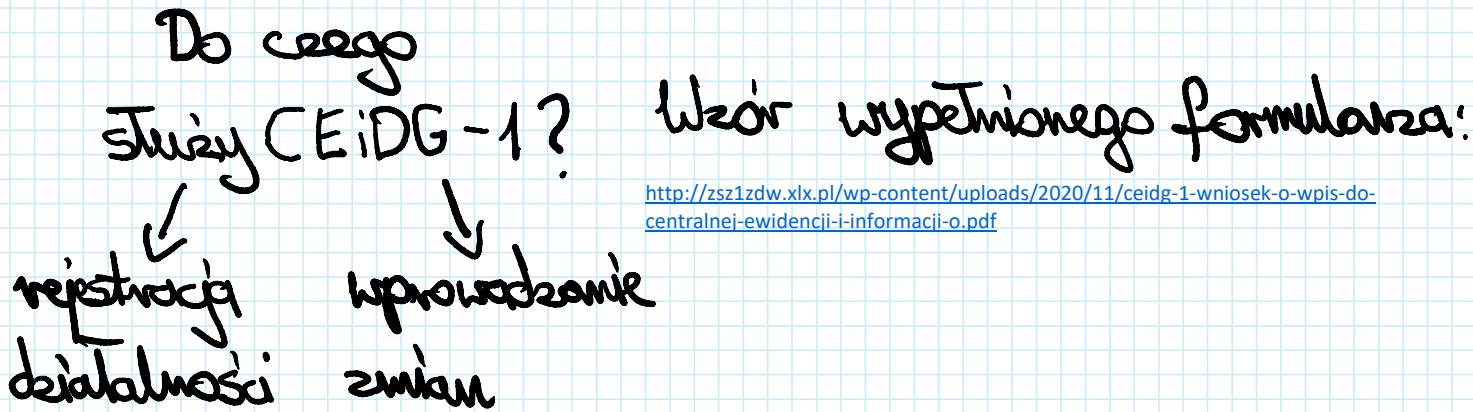 Do czego
służy CEiDG-1?
rejestracją
działalności
wprowadzanie
zmian
Wzór wypełnionego formularza:
http://zsz1zdw.xlx.pl/wp-content/uploads/2020/11/ceidg-1-wniosek-o-wpis-do-
centralnej-ewidencji-i-informacji-o.pdf